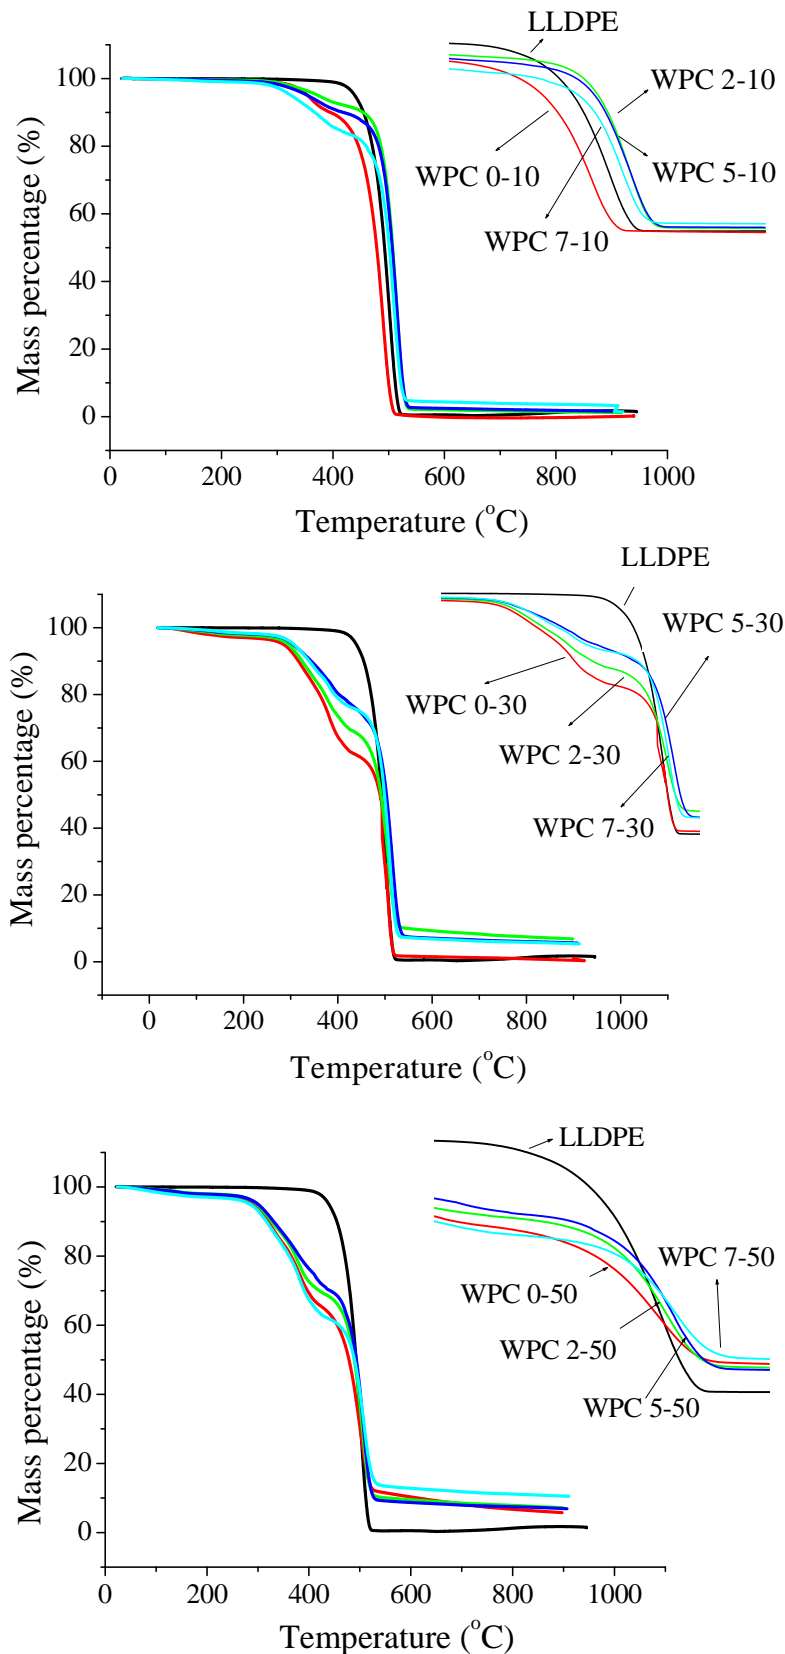 LLDPE
100
WPC 2-10
80
WPC 0-10
WPC 5-10
60
WPC 7-10
40
20
0
Mass percentage (%)
0 200 400 600 800 1000
Temperature (°C)
LLDPE
100
WPC 5-30
80
WPC 0-30
60
WPC 2-30
40
WPC 7-30
20
0
Mass percentage (%)
0 200 400 600 800 1000
Temperature (°C)
LLDPE
100
WPC 7-50
80
WPC 0-50
60
WPC 2-50
40
WPC 5-50
20
0
Mass percentage (%)
0 200 400 600 800 1000
Temperature (°C)